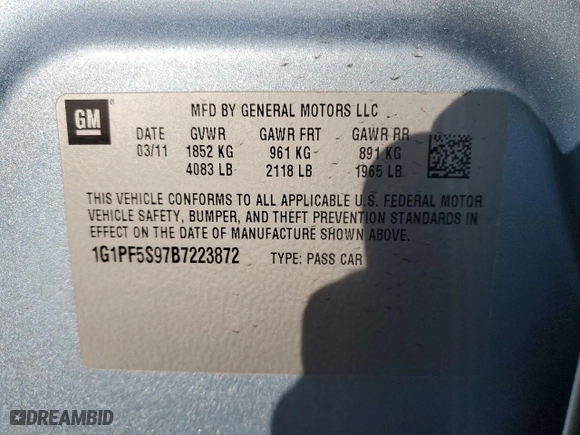 GM
MFD BY GENERAL MOTORS LLC
DATE GVWR GAWR FRT GAWR RR
03/11 1852 KG 961 KG 891 KG
4083 LB 2118 LB 1965 LB
THIS VEHICLE CONFORMS TO ALL APPLICABLE U.S. FEDERAL MOTOR
VEHICLE SAFETY, BUMPER, AND THEFT PREVENTION STANDARDS IN
EFFECT ON THE DATE OF MANUFACTURE SHOWN ABOVE.
1G1PF5S97B7223872 TYPE: PASS CAR
DREAMBID